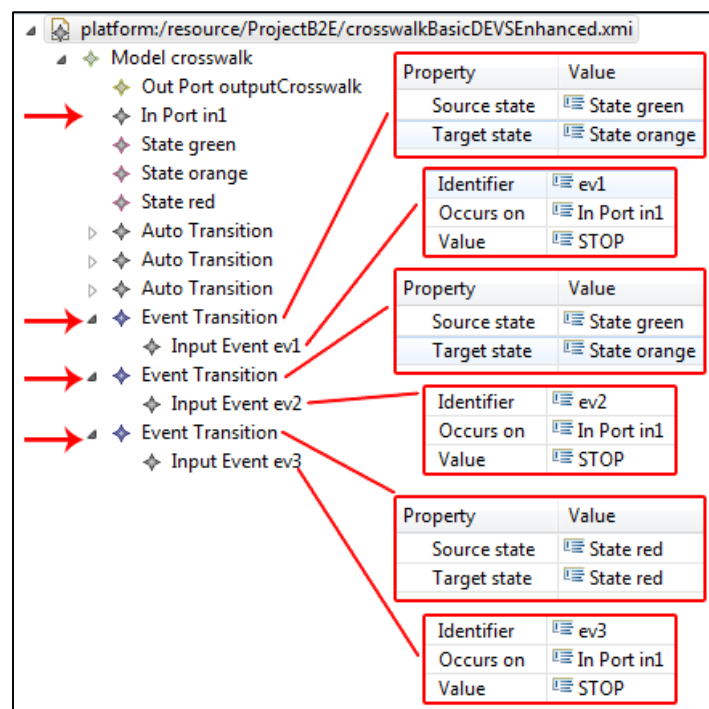 platform:/resource/ProjectB2E/crosswalkBasicDEVSEnhanced.xmi
Model crosswalk
Out Port outputCrosswalk
In Port in1
State green
State orange
State red
Auto Transition
Auto Transition
Auto Transition
Event Transition
Input Event ev1
Event Transition
Input Event ev2
Event Transition
Input Event ev3
Property Value
Source state State green
Target state State orange
Identifier ev1
Occurs on In Port in1
Value STOP
Property Value
Source state State green
Target state State orange
Identifier ev2
Occurs on In Port in1
Value STOP
Property Value
Source state State red
Target state State red
Identifier ev3
Occurs on In Port in1
Value STOP